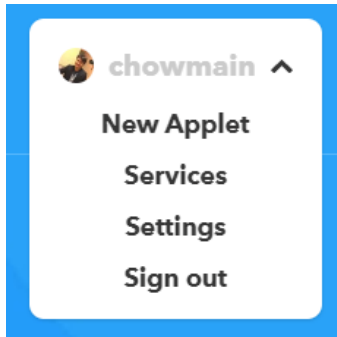 chowmain
New Applet
Services
Settings
Sign out